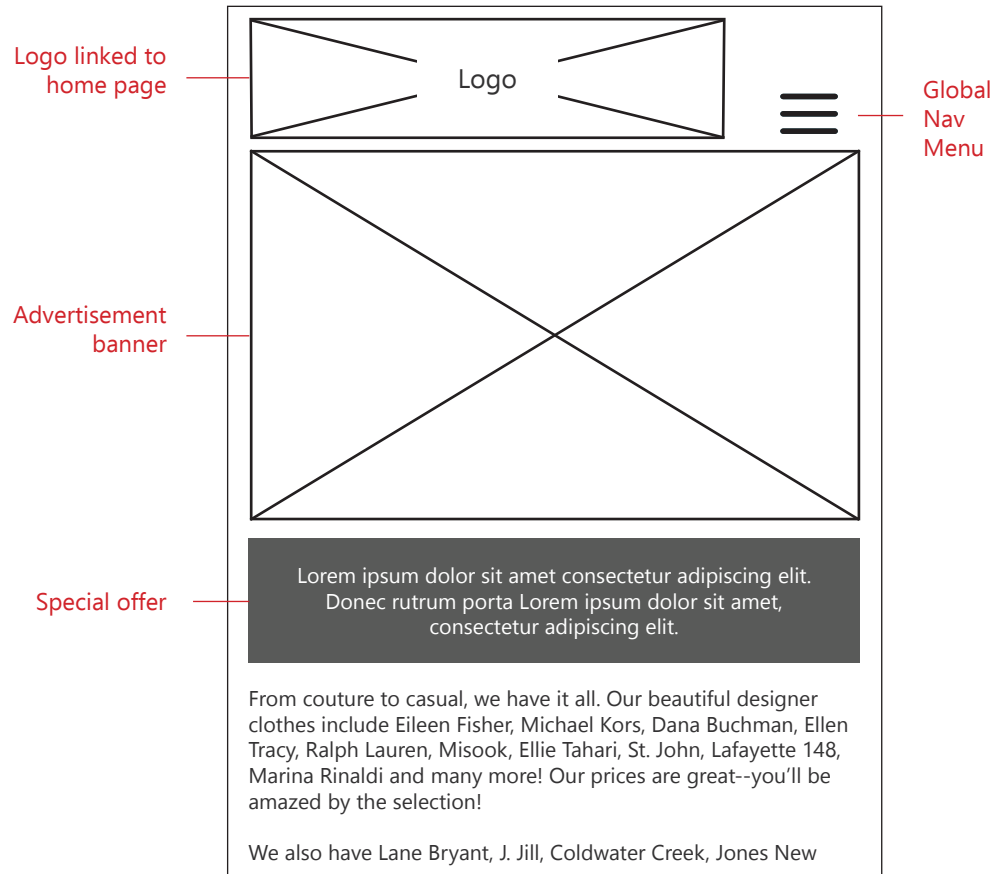 Logo linked to
home page
Logo
Global
Nav
Menu
Advertisement
banner
Special offer
Lorem ipsum dolor sit amet consectetur adipiscing elit.
Donec rutrum porta Lorem ipsum dolor sit amet,
consectetur adipiscing elit.
From couture to casual, we have it all. Our beautiful designer
clothes include Eileen Fisher, Michael Kors, Dana Buchman, Ellen
Tracy, Ralph Lauren, Misook, Ellie Tahari, St. John, Lafayette 148,
Marina Rinaldi and many more! Our prices are great--you’ll be
amazed by the selection!
We also have Lane Bryant, J. Jill, Coldwater Creek, Jones New